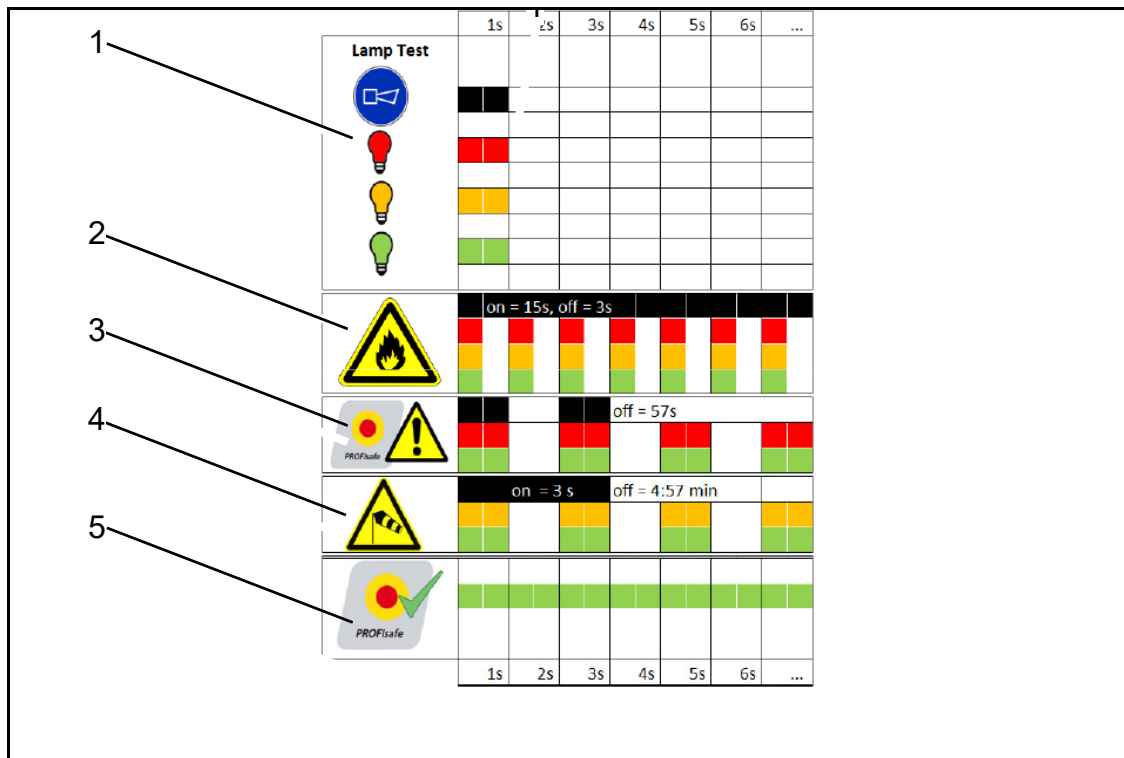 1s 2s 3s 4s 5s 6s ...
1
Lamp Test
2
on = 15s, off = 3s
3
off = 57s
PROFIsafe
4
on = 3 s off = 4:57 min
5
PROFIsafe
1s 2s 3s 4s 5s 6s ...